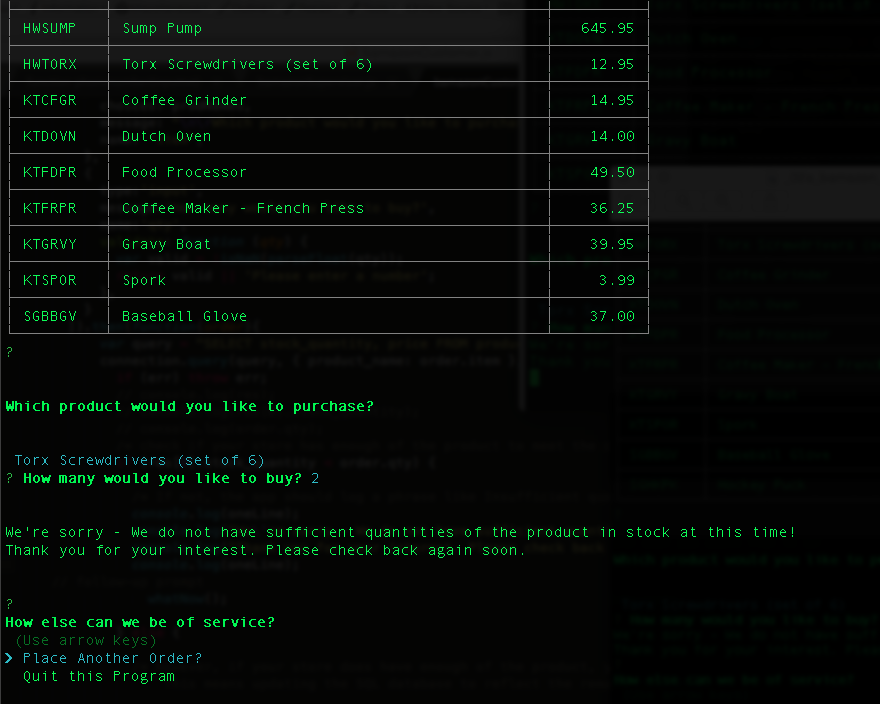 HWSUMP Sump Pump 645.95
HWTORX Torx Screwdrivers (set of 6) 12.95
KTCFGR Coffee Grinder 14.95
KTDOVN Dutch Oven 14.00
KTFDPR Food Processor 49.50
KTFRPR Coffee Maker - French Press 36.25
KTGRVY Gravy Boat 39.95
KTSPOR Spork 3.99
SGBBGV Baseball Glove 37.00
?
Which product would you like to purchase?
Torx Screwdrivers (set of 6)
? How many would you like to buy? 2
We're sorry - We do not have sufficient quantities of the product in stock at this time!
Thank you for your interest. Please check back again soon.
?
How else can we be of service?
(Use arrow keys)
❯ Place Another Order?
Quit this Program